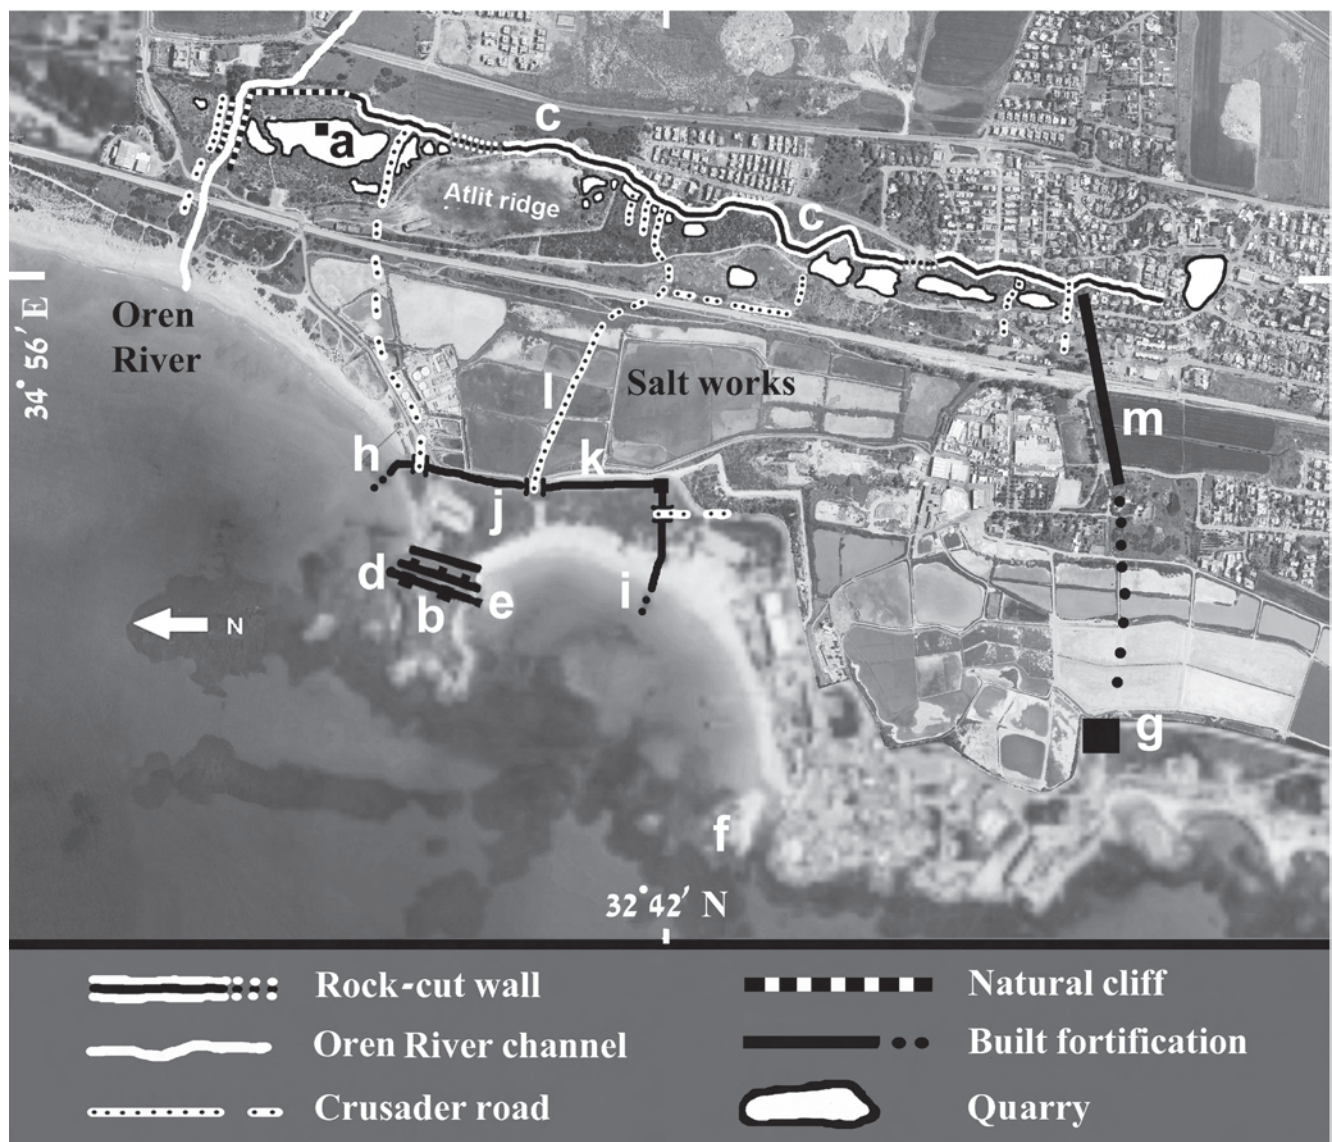 c
a
Atlit ridge
c
Oren
River
34° 56′ E
Salt works
l
m
h
k
j
d
e
b
i
N
g
f
32° 42′ N
Rock-cut wall
Natural cliff
Oren River channel
Built fortification
Crusader road
Quarry